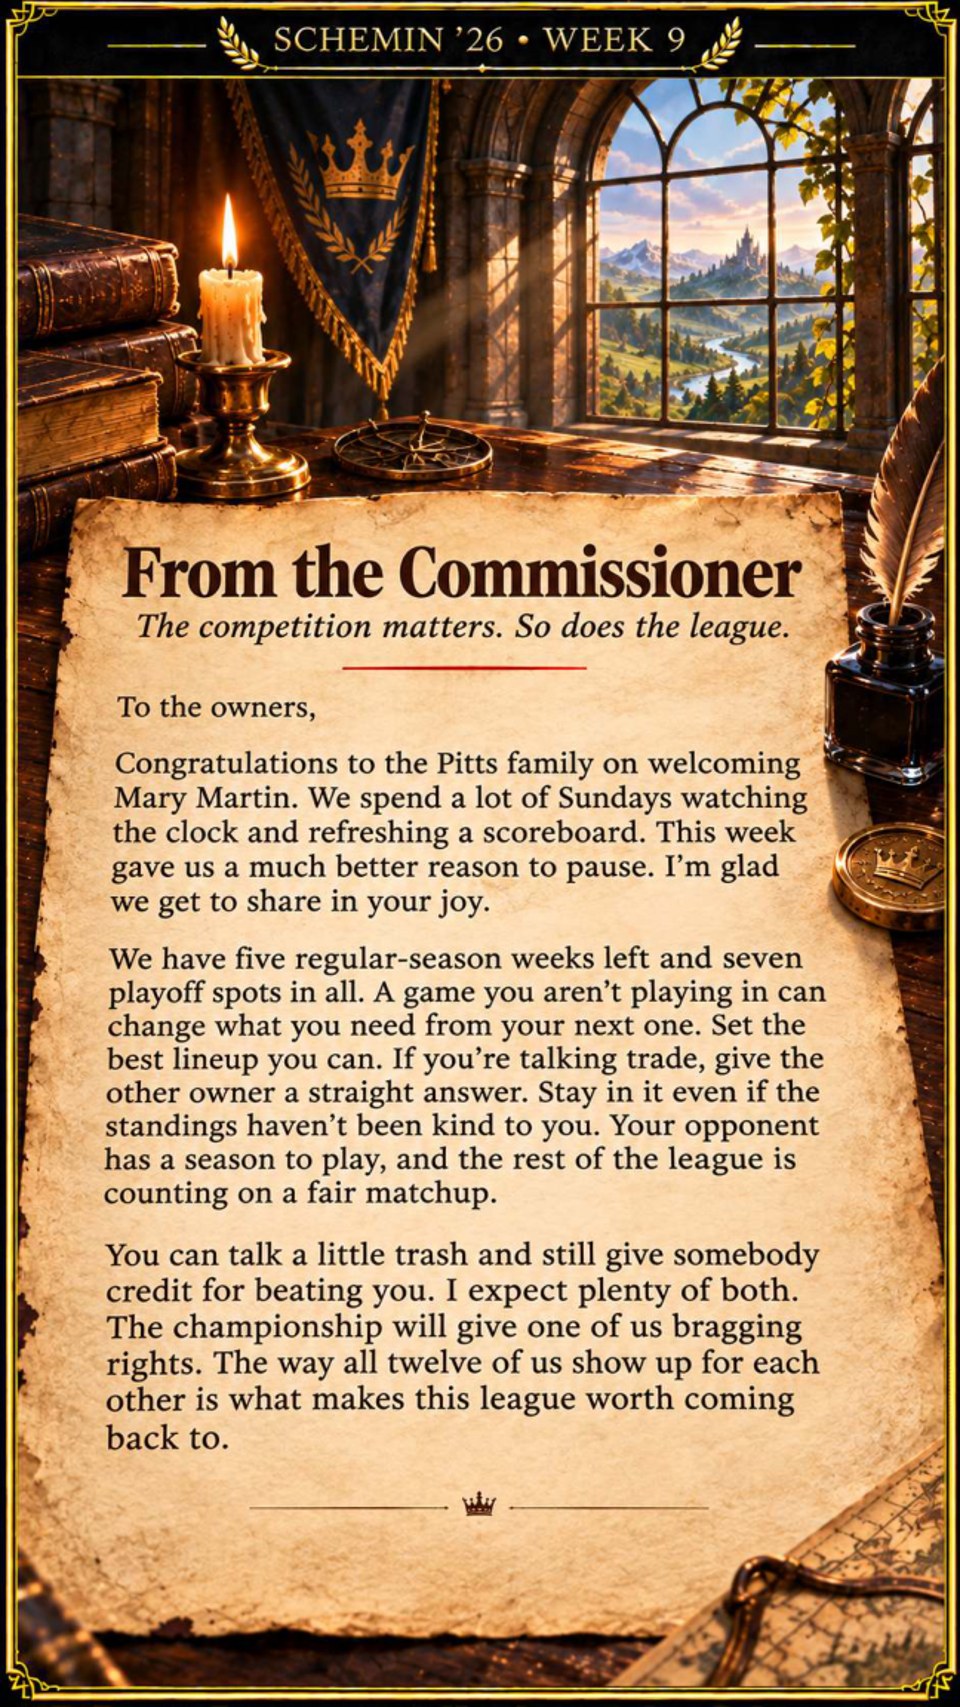 SCHEMIN ’26 • WEEK 9
From the Commissioner
The competition matters. So does the league.
To the owners,
Congratulations to the Pitts family on welcoming
Mary Martin. We spend a lot of Sundays watching
the clock and refreshing a scoreboard. This week
gave us a much better reason to pause. I’m glad
we get to share in your joy.
We have five regular-season weeks left and seven
playoff spots in all. A game you aren’t playing in can
change what you need from your next one. Set the
best lineup you can. If you’re talking trade, give the
other owner a straight answer. Stay in it even if the
standings haven’t been kind to you. Your opponent
has a season to play, and the rest of the league is
counting on a fair matchup.
You can talk a little trash and still give somebody
credit for beating you. I expect plenty of both.
The championship will give one of us bragging
rights. The way all twelve of us show up for each
other is what makes this league worth coming
back to.